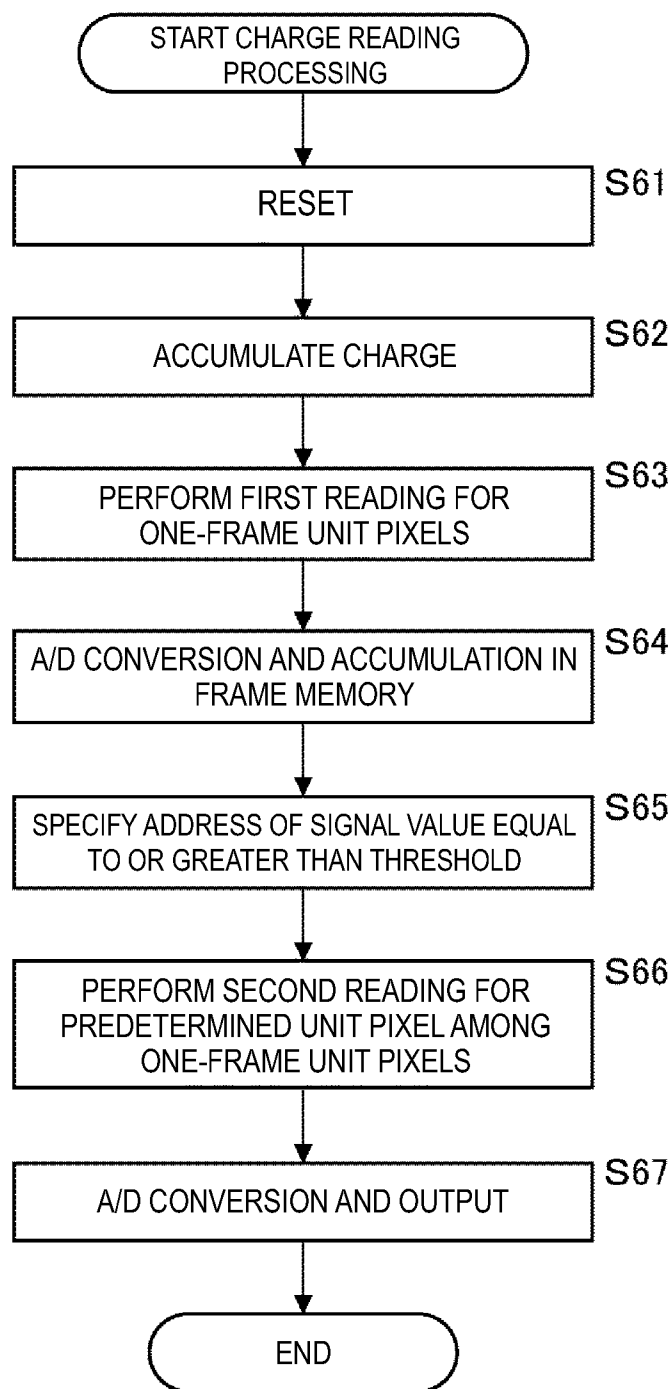 START CHARGE READING
PROCESSING
S61
RESET
S62
ACCUMULATE CHARGE
S63
PERFORM FIRST READING FOR
ONE-FRAME UNIT PIXELS
S64
A/D CONVERSION AND ACCUMULATION IN
FRAME MEMORY
S65
SPECIFY ADDRESS OF SIGNAL VALUE EQUAL
TO OR GREATER THAN THRESHOLD
S66
PERFORM SECOND READING FOR
PREDETERMINED UNIT PIXEL AMONG
ONE-FRAME UNIT PIXELS
S67
A/D CONVERSION AND OUTPUT
END